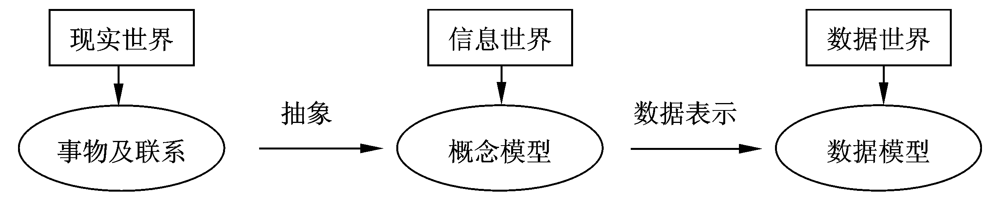 现实世界
信息世界
数据世界
抽象
数据表示
事物及联系
概念模型
数据模型